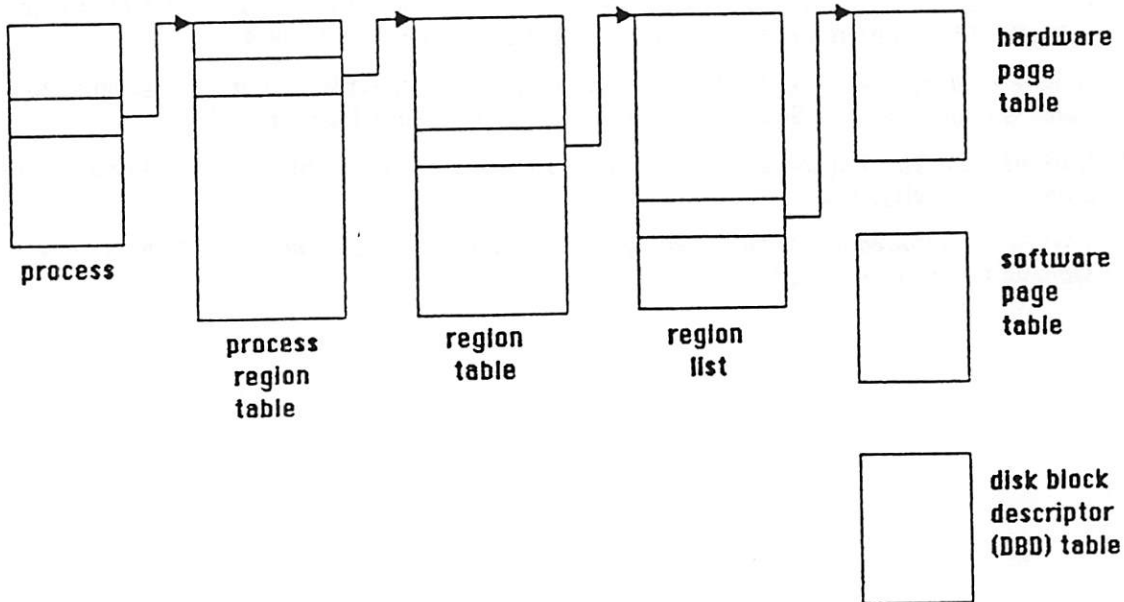 process
process
region
table
region
table
region
list
hardware
page
table
software
page
table
disk block
descriptor
(DBD) table